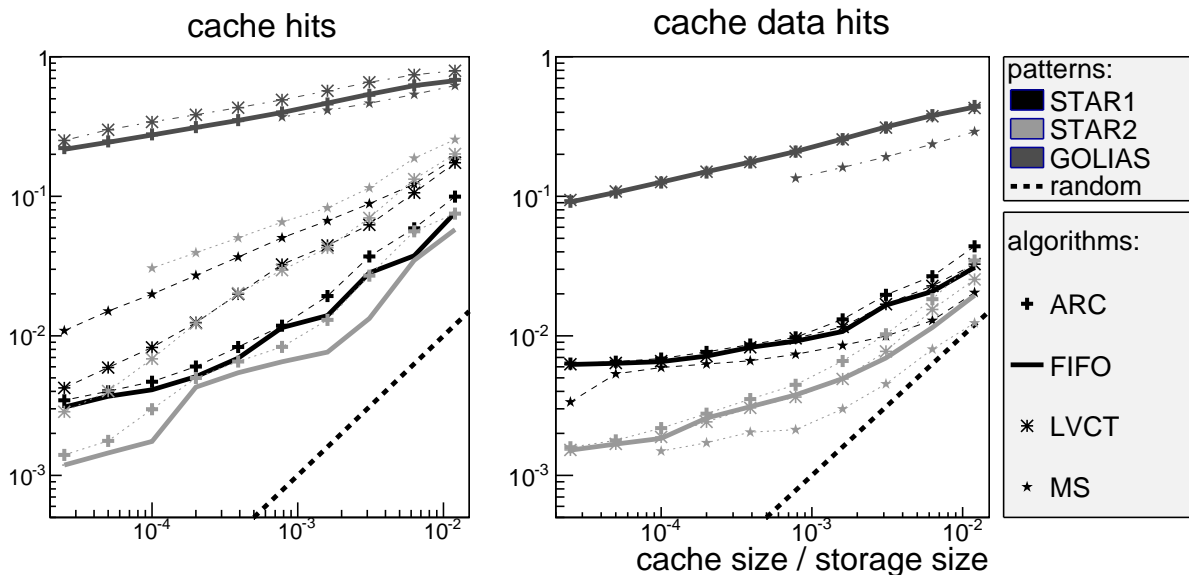 cache hits
cache data hits
1
10⁻¹
10⁻²
10⁻³
10⁻⁴
10⁻³
10⁻²
1
10⁻¹
10⁻²
10⁻³
10⁻⁴
10⁻³
10⁻²
cache size / storage size
patterns:
STAR1
STAR2
GOLIAS
random
algorithms:
ARC
FIFO
LVCT
MS